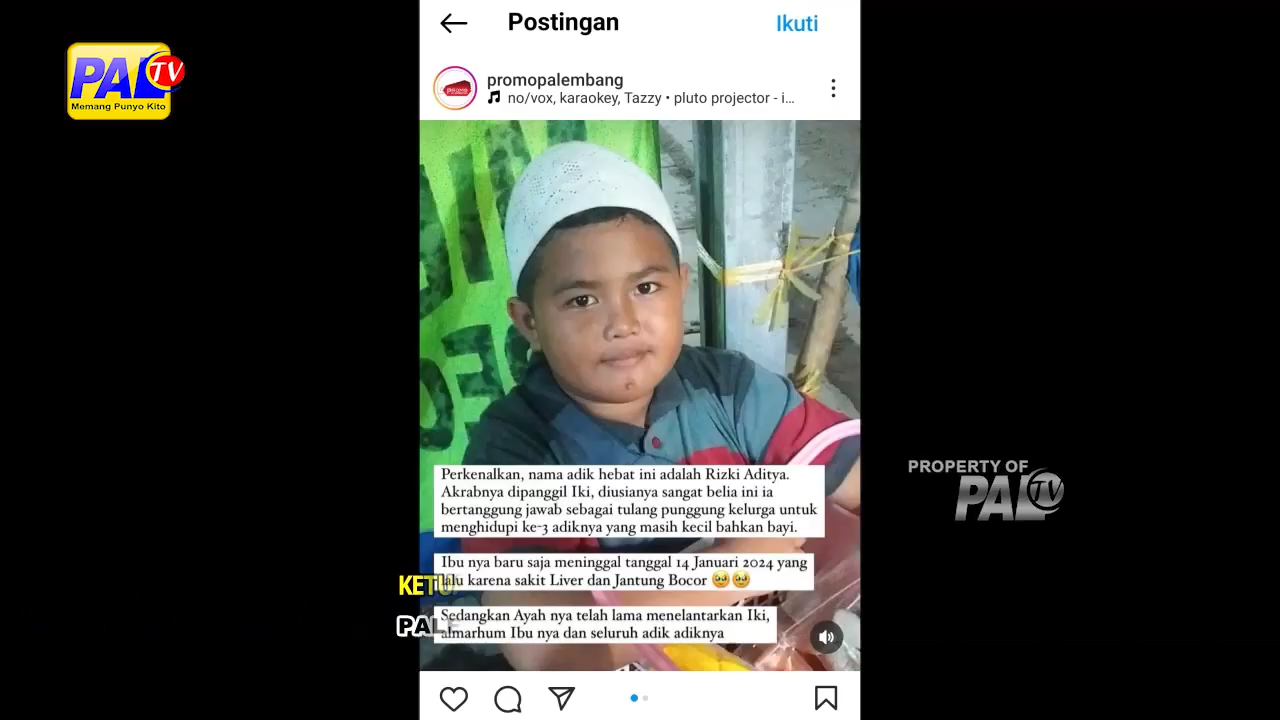 PAL TV
Memang Punyo Kito
Postingan
Ikuti
promopalembang
no/vox, karaokey, Tazzy • pluto projector - i...
Perkenalkan, nama adik hebat ini adalah Rizki Aditya.
Akrabnya dipanggil Iki, diusianya sangat belia ini ia
bertanggung jawab sebagai tulang punggung kelurga untuk
menghidupi ke-3 adiknya yang masih kecil bahkan bayi.
Ibu nya baru saja meninggal tanggal 14 Januari 2024 yang
lalu karena sakit Liver dan Jantung Bocor 🥹🥹
Sedangkan Ayah nya telah lama menelantarkan Iki,
almarhum Ibu nya dan seluruh adik adiknya
KETU
PALE
PROPERTY OF
PAL TV